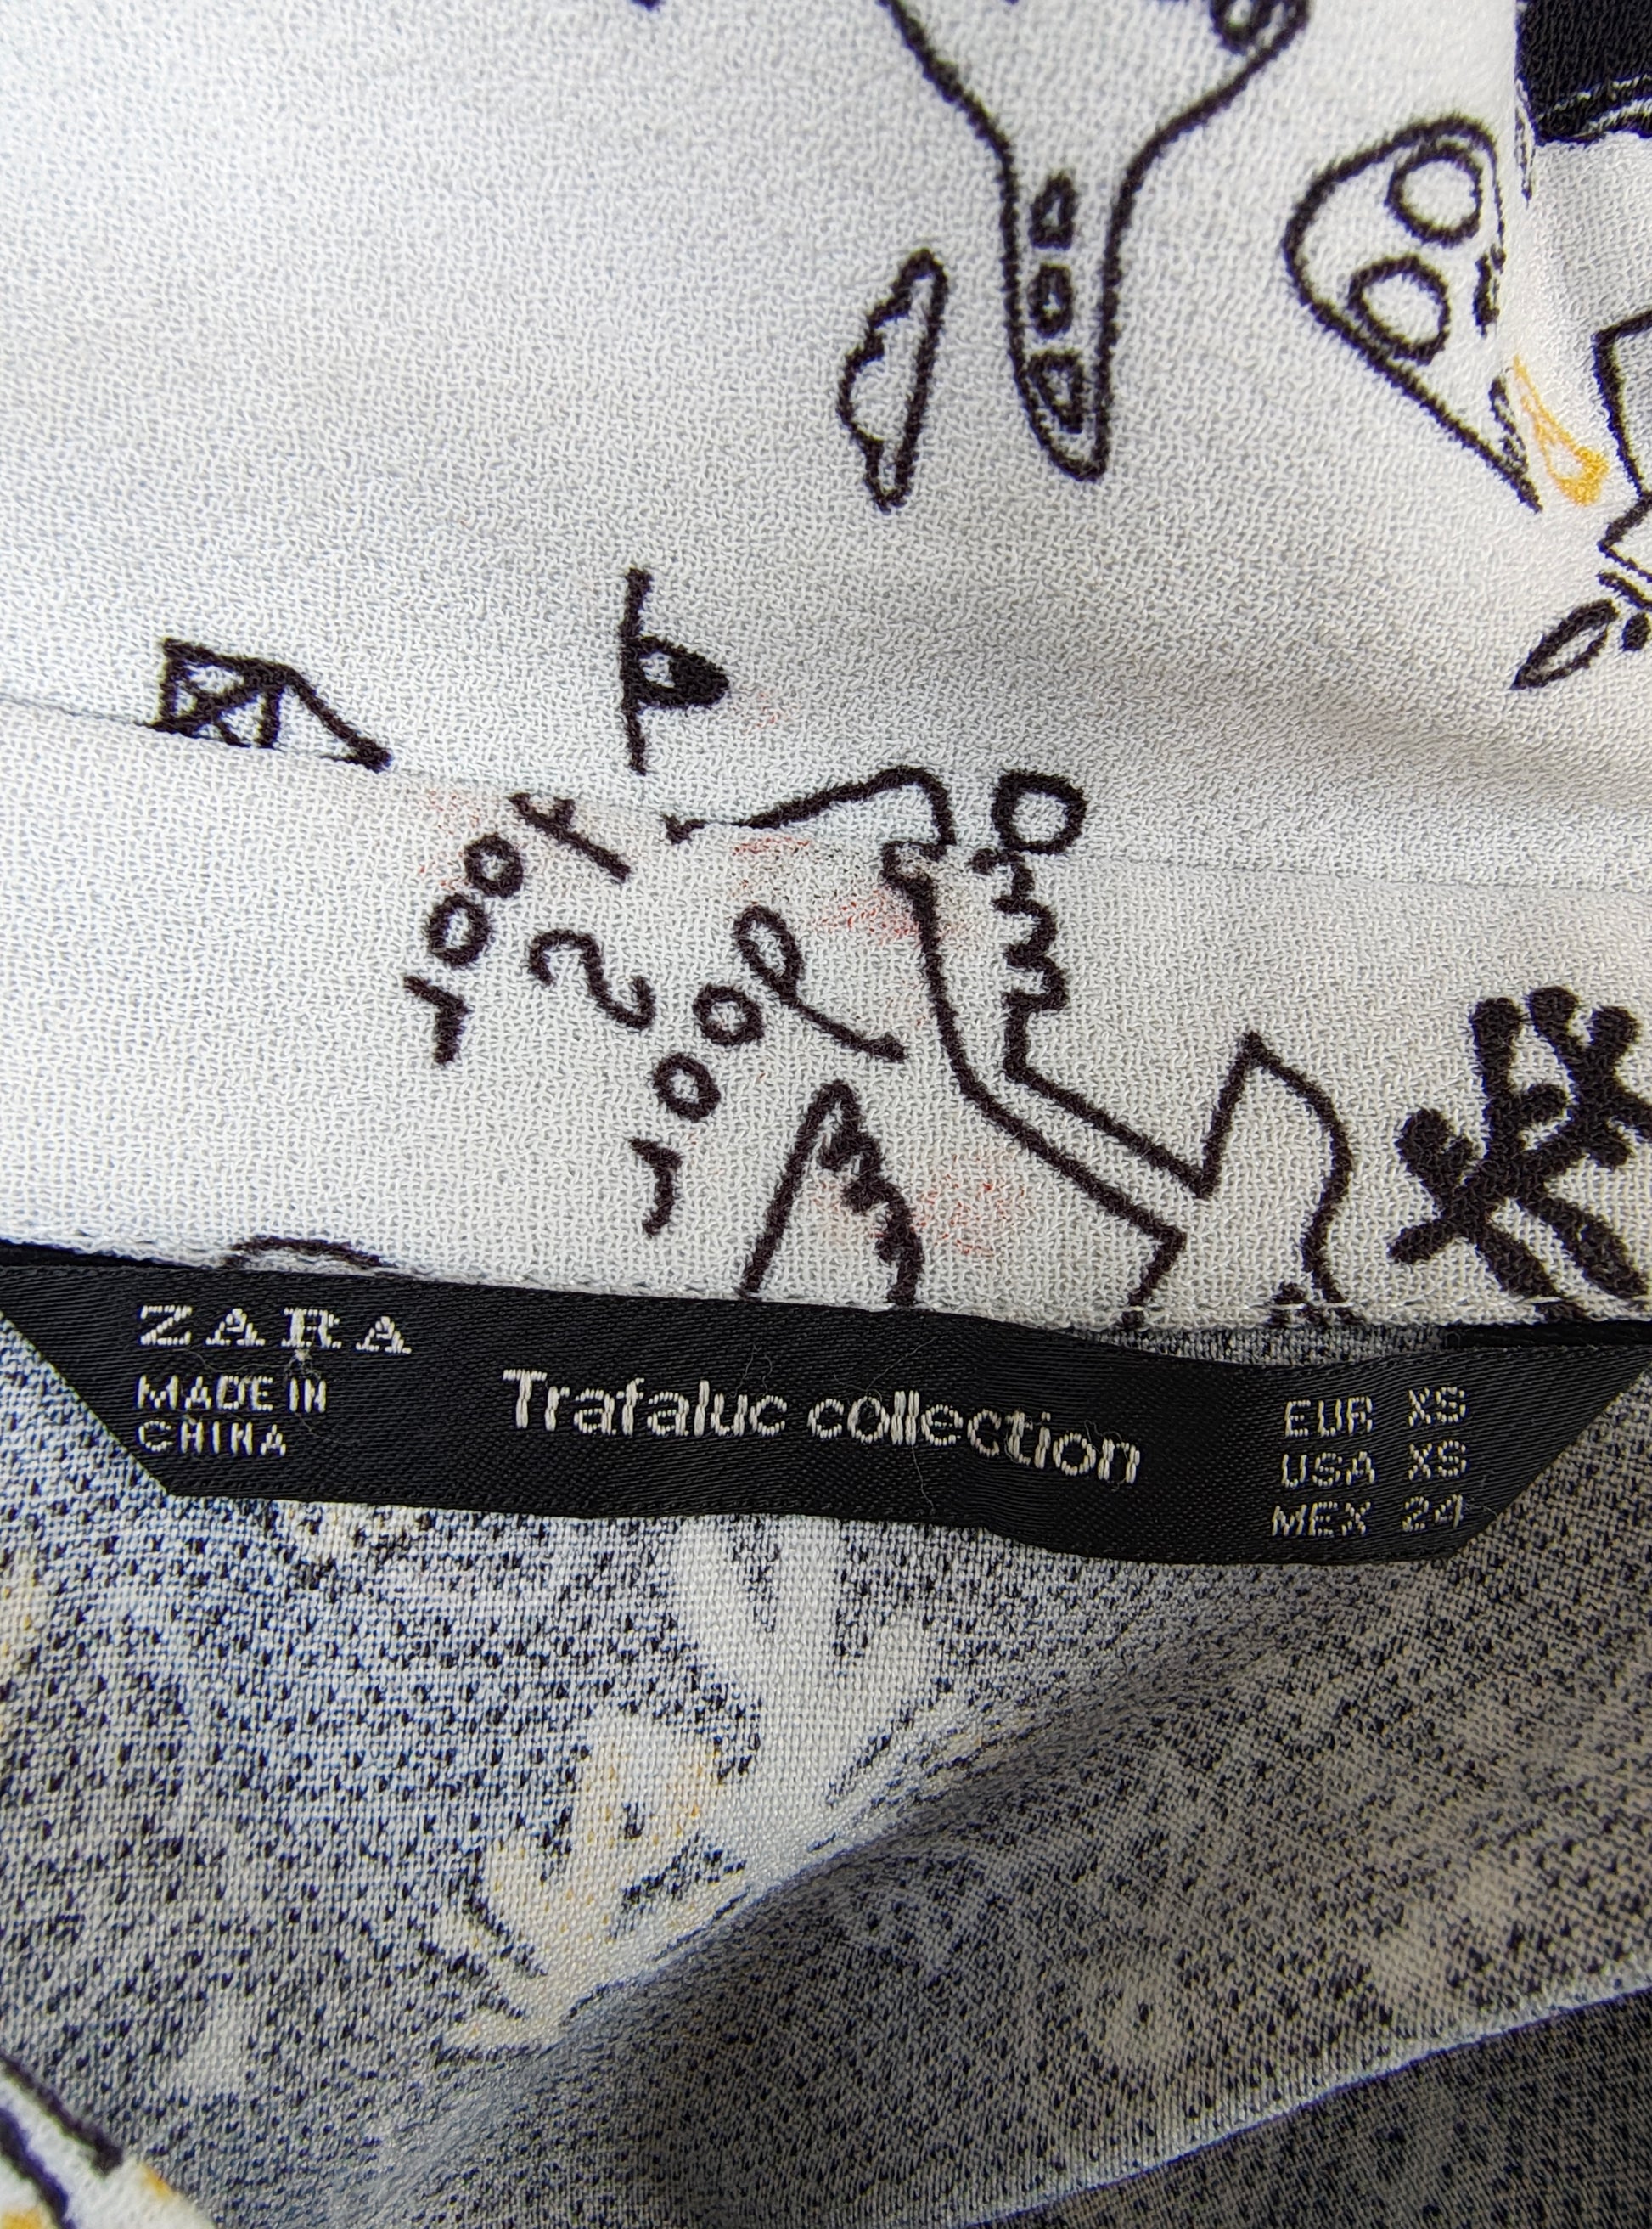 ZARA
MADE IN
CHINA
Trafaluc collection
EUR XS
USA XS
MEX 24